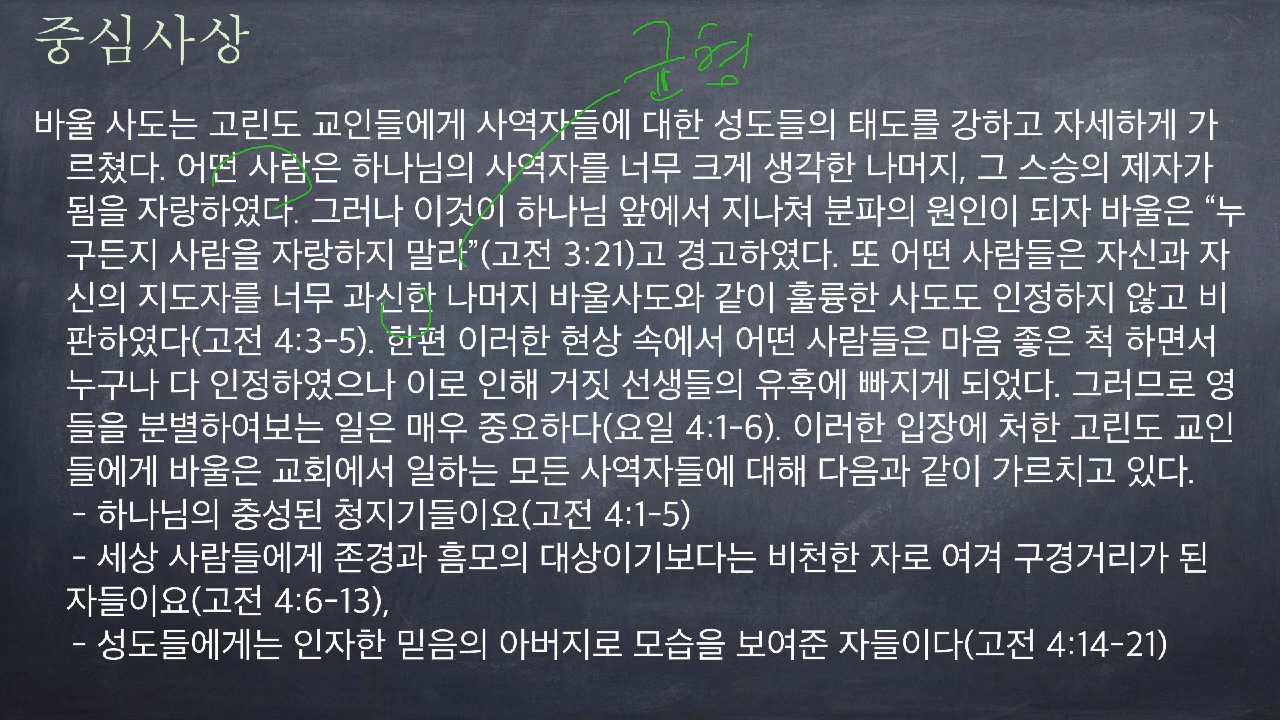 중심사상
균형
바울 사도는 고린도 교인들에게 사역자들에 대한 성도들의 태도를 강하고 자세하게 가
르쳤다. 어떤 사람은 하나님의 사역자를 너무 크게 생각한 나머지, 그 스승의 제자가
됨을 자랑하였다. 그러나 이것이 하나님 앞에서 지나쳐 분파의 원인이 되자 바울은 “누
구든지 사람을 자랑하지 말라”(고전 3:21)고 경고하였다. 또 어떤 사람들은 자신과 자
신의 지도자를 너무 과신한 나머지 바울사도와 같이 훌륭한 사도도 인정하지 않고 비
판하였다(고전 4:3-5). 한편 이러한 현상 속에서 어떤 사람들은 마음 좋은 척 하면서
누구나 다 인정하였으나 이로 인해 거짓 선생들의 유혹에 빠지게 되었다. 그러므로 영
들을 분별하여보는 일은 매우 중요하다(요일 4:1-6). 이러한 입장에 처한 고린도 교인
들에게 바울은 교회에서 일하는 모든 사역자들에 대해 다음과 같이 가르치고 있다.
- 하나님의 충성된 청지기들이요(고전 4:1-5)
- 세상 사람들에게 존경과 흠모의 대상이기보다는 비천한 자로 여겨 구경거리가 된
자들이요(고전 4:6-13),
- 성도들에게는 인자한 믿음의 아버지로 모습을 보여준 자들이다(고전 4:14-21)